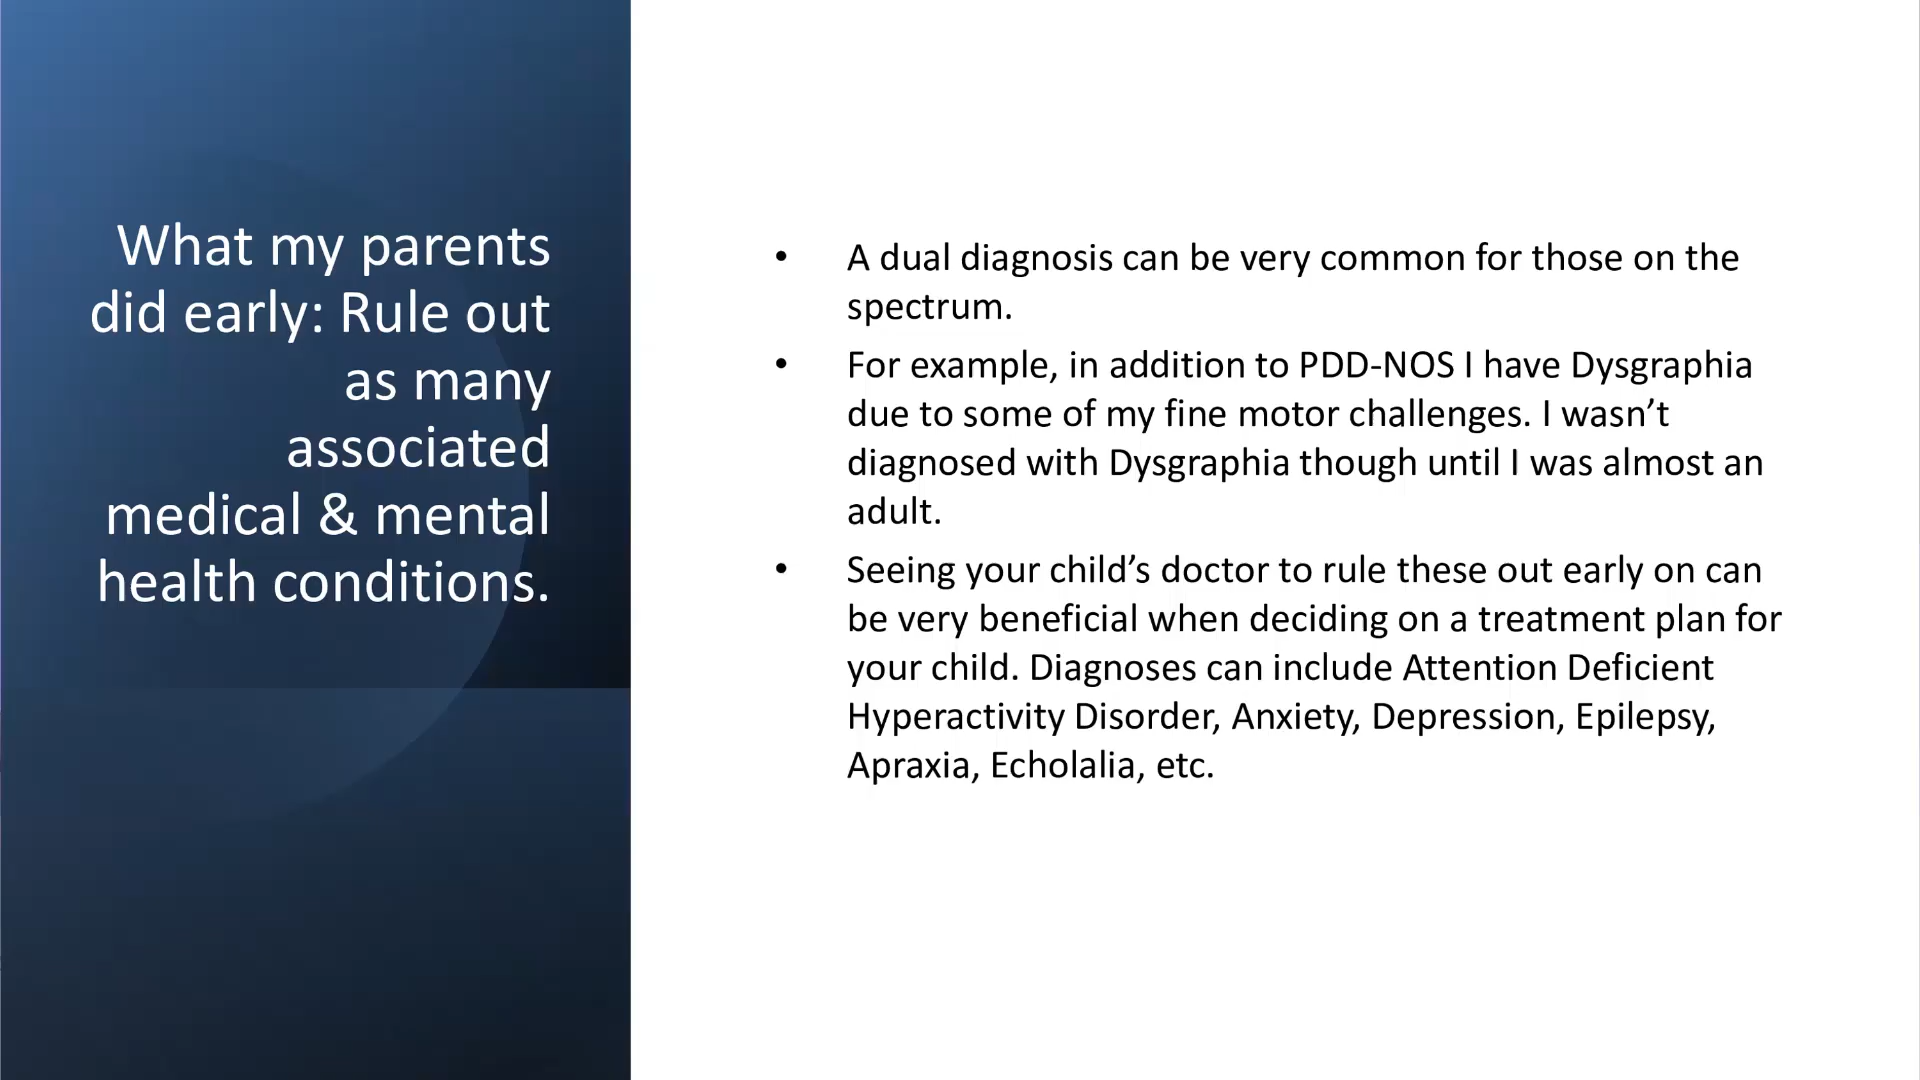 What my parents
did early: Rule out
as many
associated
medical & mental
health conditions.
• A dual diagnosis can be very common for those on the
spectrum.
• For example, in addition to PDD-NOS I have Dysgraphia
due to some of my fine motor challenges. I wasn’t
diagnosed with Dysgraphia though until I was almost an
adult.
• Seeing your child’s doctor to rule these out early on can
be very beneficial when deciding on a treatment plan for
your child. Diagnoses can include Attention Deficient
Hyperactivity Disorder, Anxiety, Depression, Epilepsy,
Apraxia, Echolalia, etc.